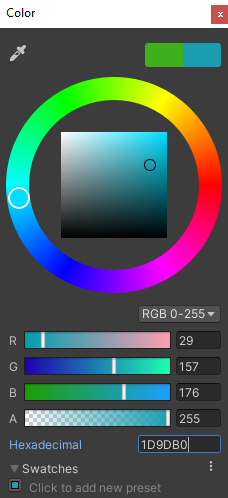 Color
x
RGB 0-255
R 29
G 157
B 176
A 255
Hexadecimal 1D9DB0
Swatches
Click to add new preset